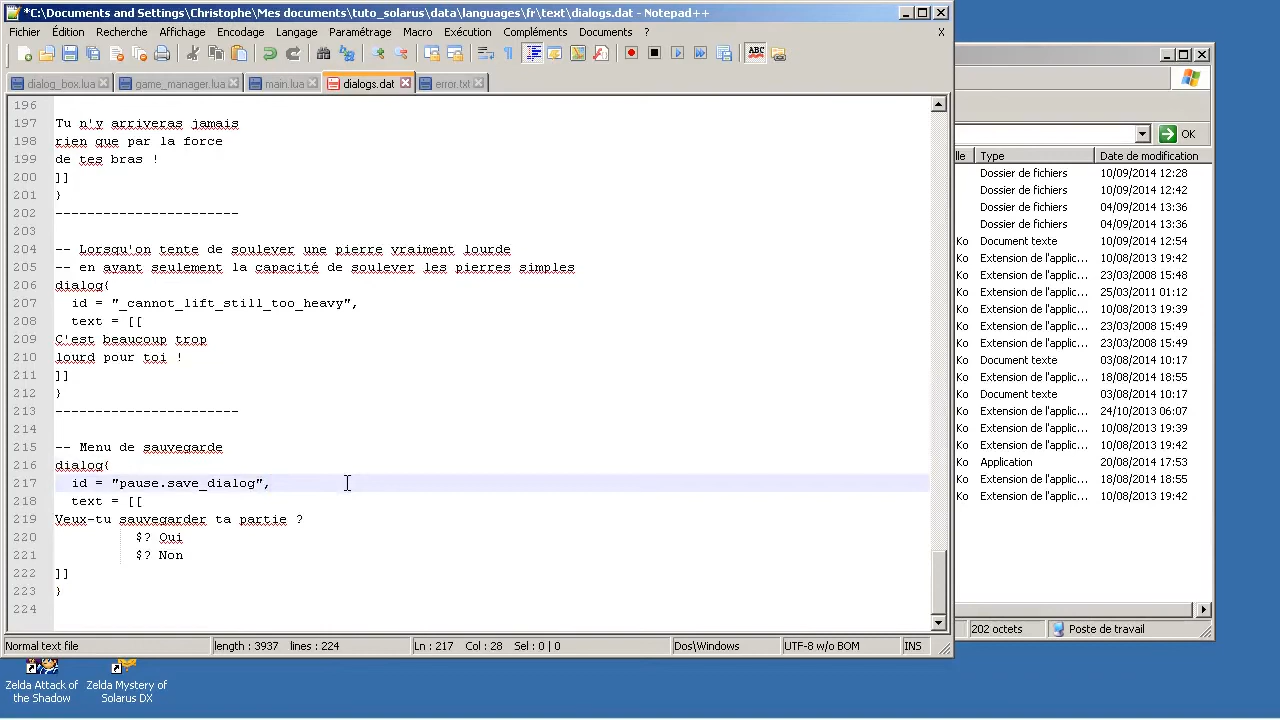 *C:\Documents and Settings\Christophe\Mes documents\tuto_solarus\data\languages\fr\text\dialogs.dat - Notepad++
Fichier Édition Recherche Affichage Encodage Langage Paramétrage Macro Exécution Compléments Documents ? X
dialog_box.lua game_manager.lua main.lua dialogs.dat error.txt
196
197 Tu n'y arriveras jamais
198 rien que par la force
199 de tes bras !
200 ]]
201 }
202 -----------------------
203
204 -- Lorsqu'on tente de soulever une pierre vraiment lourde
205 -- en ayant seulement la capacité de soulever les pierres simples
206 dialog{
207 id = "_cannot_lift_still_too_heavy",
208 text = [[
209 C'est beaucoup trop
210 lourd pour toi !
211 ]]
212 }
213 -----------------------
214
215 -- Menu de sauvegarde
216 dialog{
217 id = "pause.save_dialog",
218 text = [[
219 Veux-tu sauvegarder ta partie ?
220 $? Oui
221 $? Non
222 ]]
223 }
224
Normal text file length : 3937 lines : 224 Ln : 217 Col : 28 Sel : 0 | 0 Dos\Windows UTF-8 w/o BOM INS
OK
lle Type Date de modification
Dossier de fichiers 10/09/2014 12:28
Dossier de fichiers 10/09/2014 12:42
Dossier de fichiers 04/09/2014 13:36
Dossier de fichiers 04/09/2014 13:36
Ko Document texte 10/09/2014 12:54
Ko Extension de l'applic... 10/08/2013 19:42
Ko Extension de l'applic... 23/03/2008 15:48
Ko Extension de l'applic... 25/03/2011 01:12
Ko Extension de l'applic... 10/08/2013 19:39
Ko Extension de l'applic... 23/03/2008 15:49
Ko Extension de l'applic... 23/03/2008 15:49
Ko Document texte 03/08/2014 10:17
Ko Extension de l'applic... 18/08/2014 18:55
Ko Document texte 03/08/2014 10:17
Ko Extension de l'applic... 24/10/2013 06:07
Ko Extension de l'applic... 10/08/2013 19:39
Ko Extension de l'applic... 10/08/2013 19:42
Ko Application 20/08/2014 17:53
Ko Extension de l'applic... 18/08/2014 18:55
Ko Extension de l'applic... 10/08/2013 19:42
202 octets Poste de travail
Zelda Attack of the Shadow
Zelda Mystery of Solarus DX